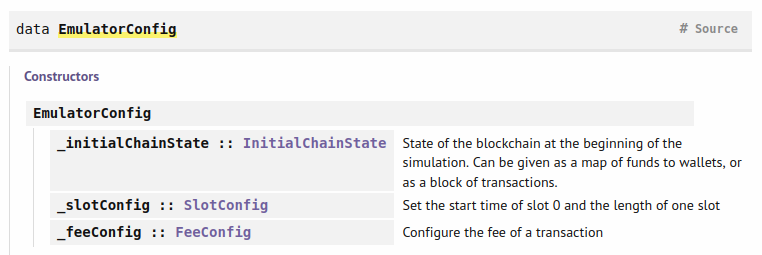 data EmulatorConfig # Source
Constructors
EmulatorConfig
_initialChainState :: InitialChainState State of the blockchain at the beginning of the
simulation. Can be given as a map of funds to wallets, or
as a block of transactions.
_slotConfig :: SlotConfig Set the start time of slot 0 and the length of one slot
_feeConfig :: FeeConfig Configure the fee of a transaction